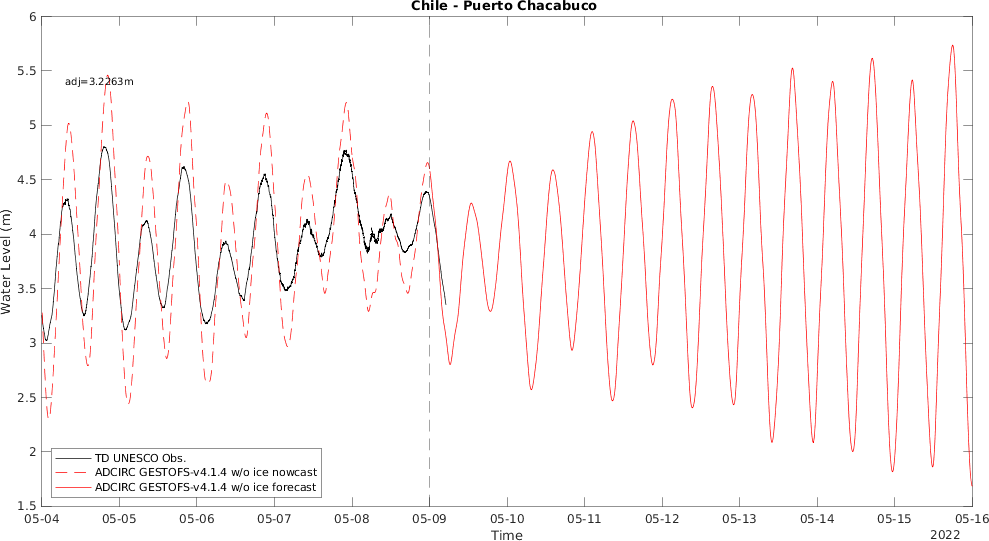 Chile - Puerto Chacabuco
adj=3.2263m
Water Level (m)
6
5.5
5
4.5
4
3.5
3
2.5
2
1.5
TD UNESCO Obs.
ADCIRC GESTOFS-v4.1.4 w/o ice nowcast
ADCIRC GESTOFS-v4.1.4 w/o ice forecast
05-04 05-05 05-06 05-07 05-08 05-09 05-10 05-11 05-12 05-13 05-14 05-15 05-16
Time
2022